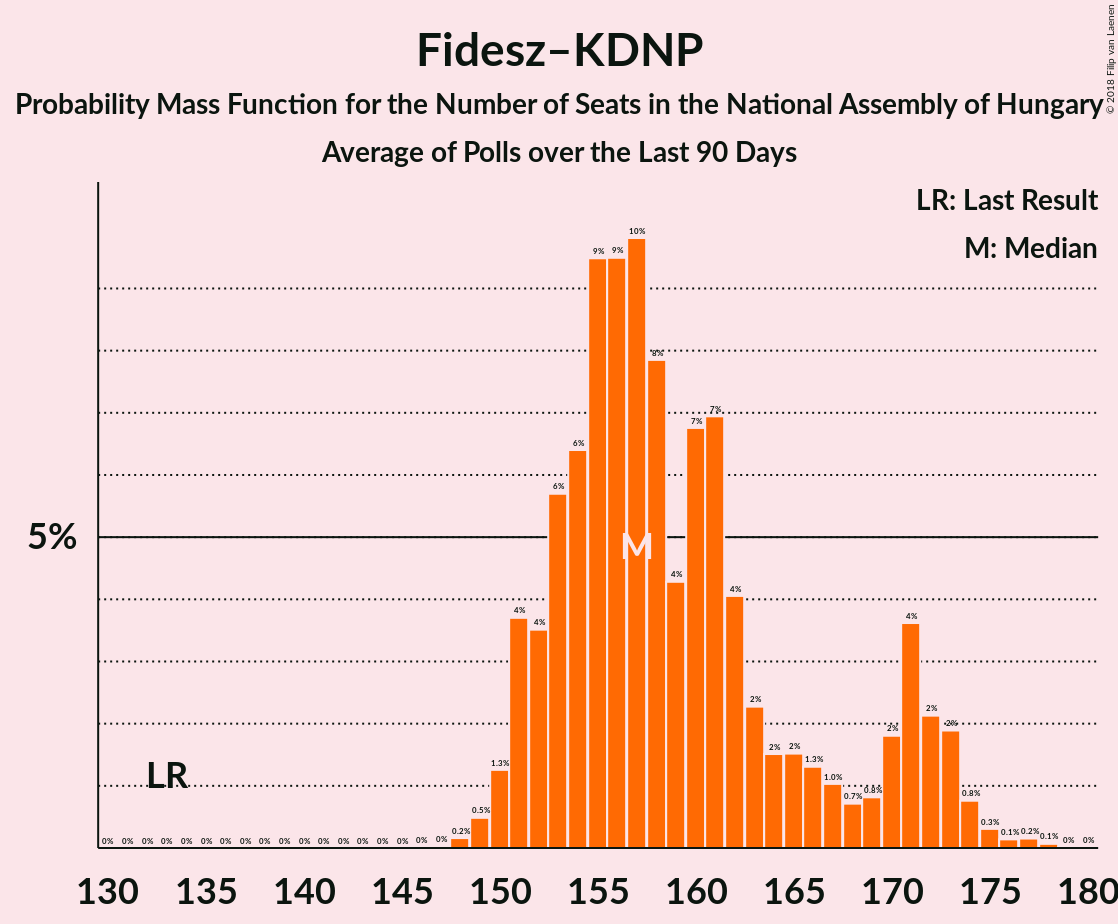 Fidesz–KDNP
Probability Mass Function for the Number of Seats in the National Assembly of Hungary
Average of Polls over the Last 90 Days
© 2018 Filip van Laenen
LR: Last Result
M: Median
5%
0% 0% 0% 0% 0% 0% 0% 0% 0% 0% 0% 0% 0% 0% 0% 0% 0% 0% 0.2% 0.5% 1.3% 4% 4% 6% 6% 9% 9% 10% 8% 4% 7% 7% 4% 2% 2% 2% 1.3% 1.0% 0.7% 0.8% 2% 4% 2% 2% 0.8% 0.3% 0.1% 0.2% 0.1% 0% 0%
M
LR
130 135 140 145 150 155 160 165 170 175 180